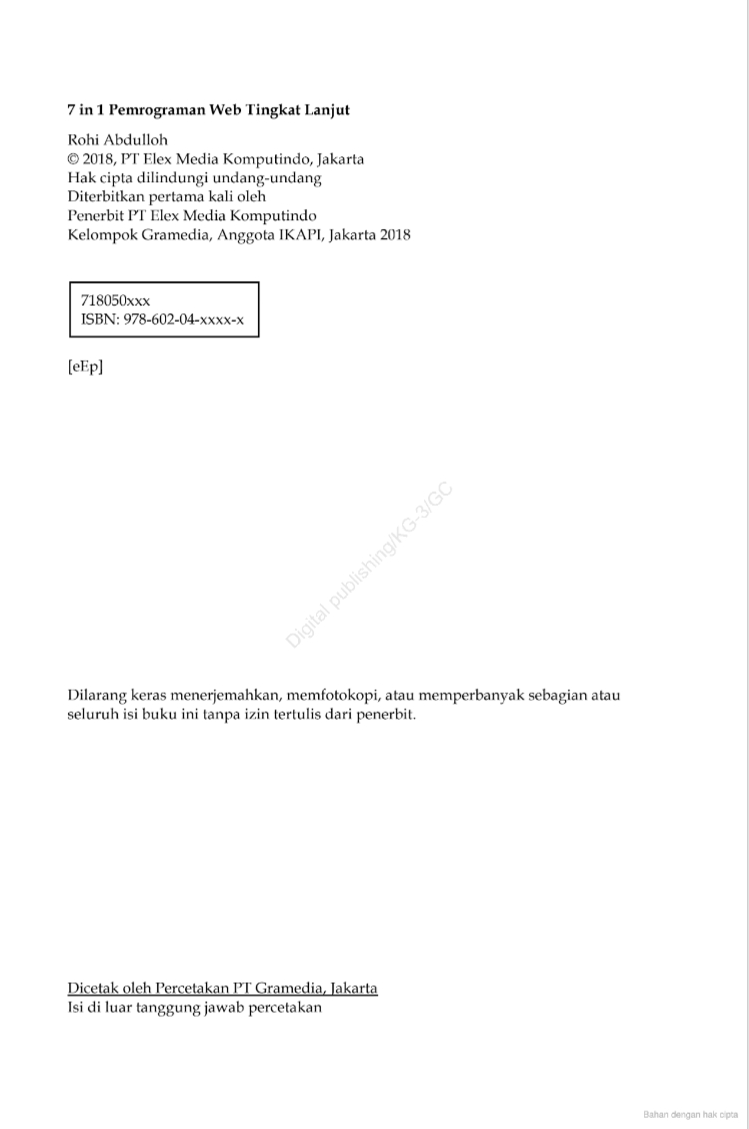 7 in 1 Pemrograman Web Tingkat Lanjut
Rohi Abdulloh
© 2018, PT Elex Media Komputindo, Jakarta
Hak cipta dilindungi undang-undang
Diterbitkan pertama kali oleh
Penerbit PT Elex Media Komputindo
Kelompok Gramedia, Anggota IKAPI, Jakarta 2018
718050xxx
ISBN: 978-602-04-xxxx-x
[eEp]
Digital publishing/KG-3/GC
Dilarang keras menerjemahkan, memfotokopi, atau memperbanyak sebagian atau
seluruh isi buku ini tanpa izin tertulis dari penerbit.
Dicetak oleh Percetakan PT Gramedia, Jakarta
Isi di luar tanggung jawab percetakan
Bahan dengan hak cipta